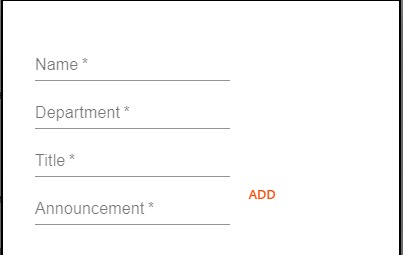 Name *
Department *
Title *
ADD
Announcement *